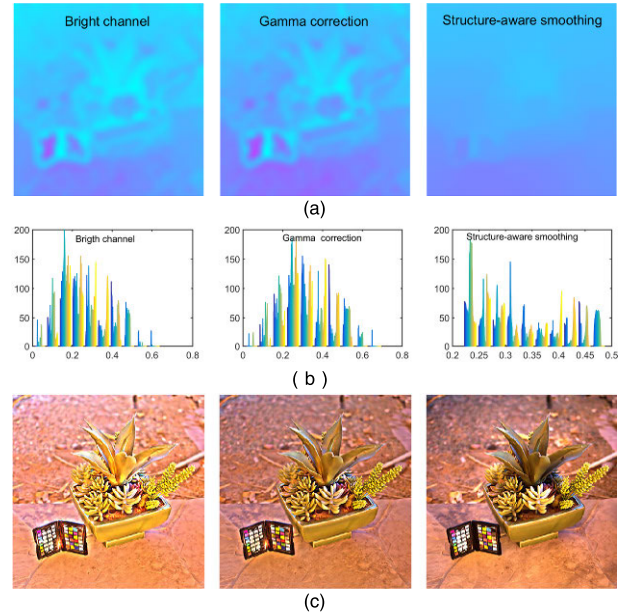 Bright channel
Gamma correction
Structure-aware smoothing
(a)
Brigth channel
200
150
100
50
0
0 0.2 0.4 0.6 0.8
Gamma correction
200
150
100
50
0
0 0.2 0.4 0.6 0.8
Structure-aware smoothing
200
150
100
50
0
0.2 0.25 0.3 0.35 0.4 0.45 0.5
( b )
(c)